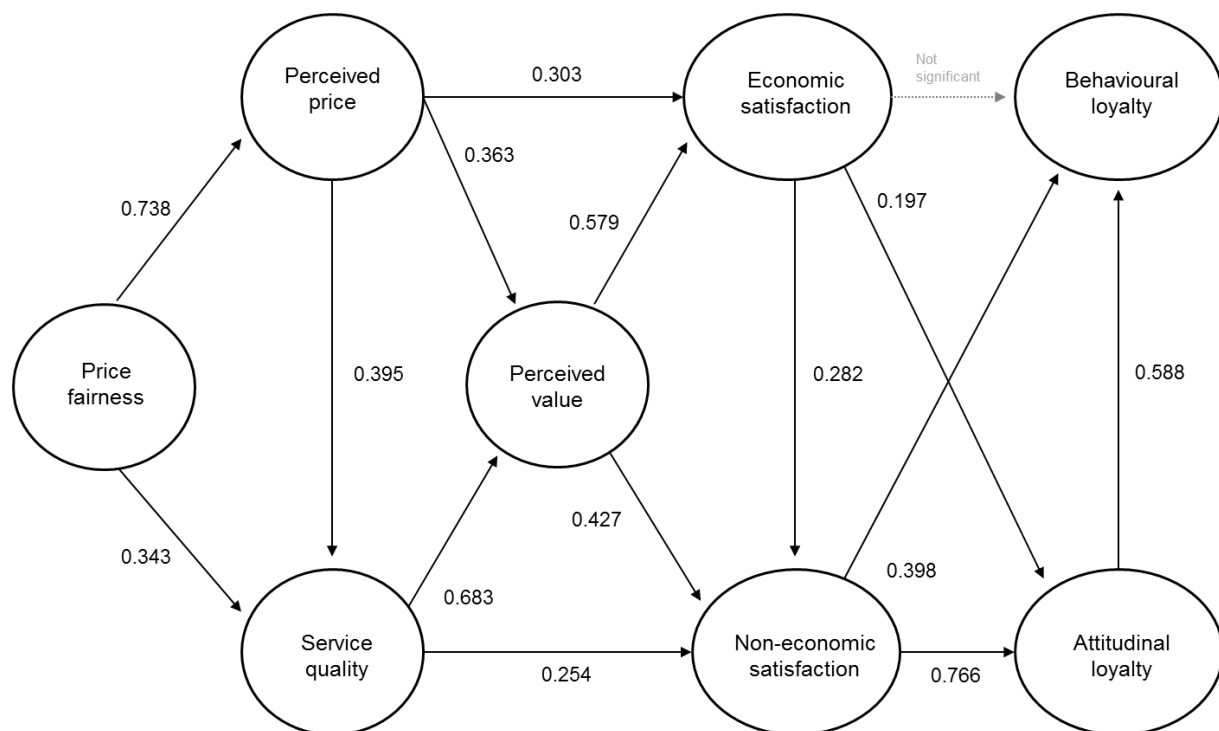 Perceived
price
0.303
Economic
satisfaction
Not
significant
Behavioural
loyalty
0.363
0.738
0.579
0.197
Price
fairness
0.395
Perceived
value
0.282
0.588
0.343
0.427
0.683
0.398
Service
quality
0.254
Non-economic
satisfaction
0.766
Attitudinal
loyalty